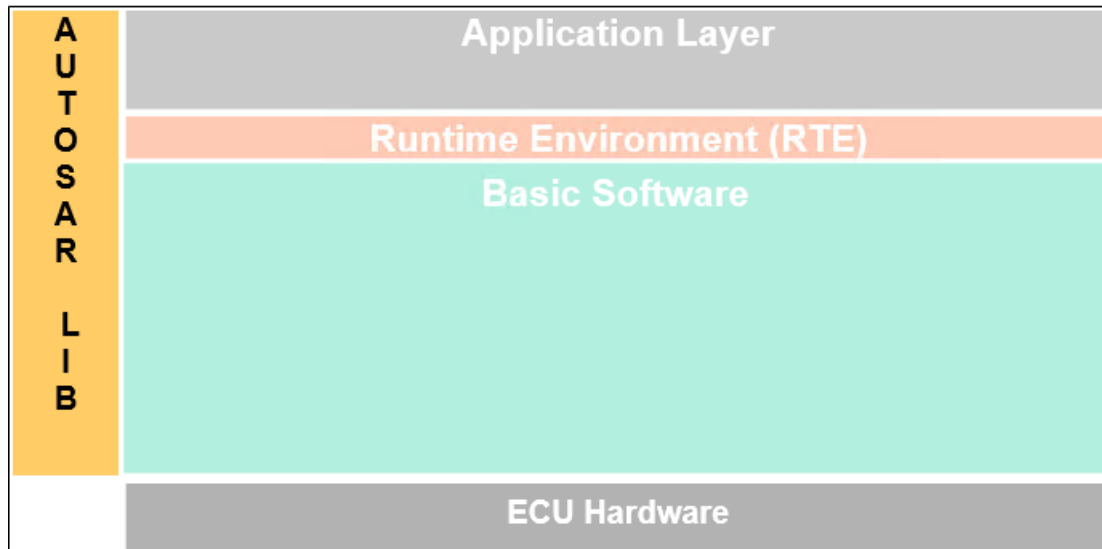 AUTOSAR LIB
Application Layer
Runtime Environment (RTE)
Basic Software
ECU Hardware